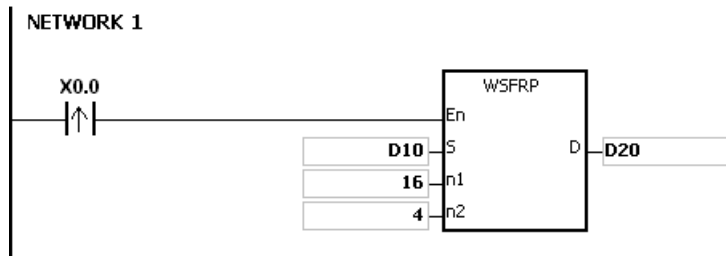 NETWORK 1
X0.0
WSFRP
En
D10 S D D20
16 n1
4 n2